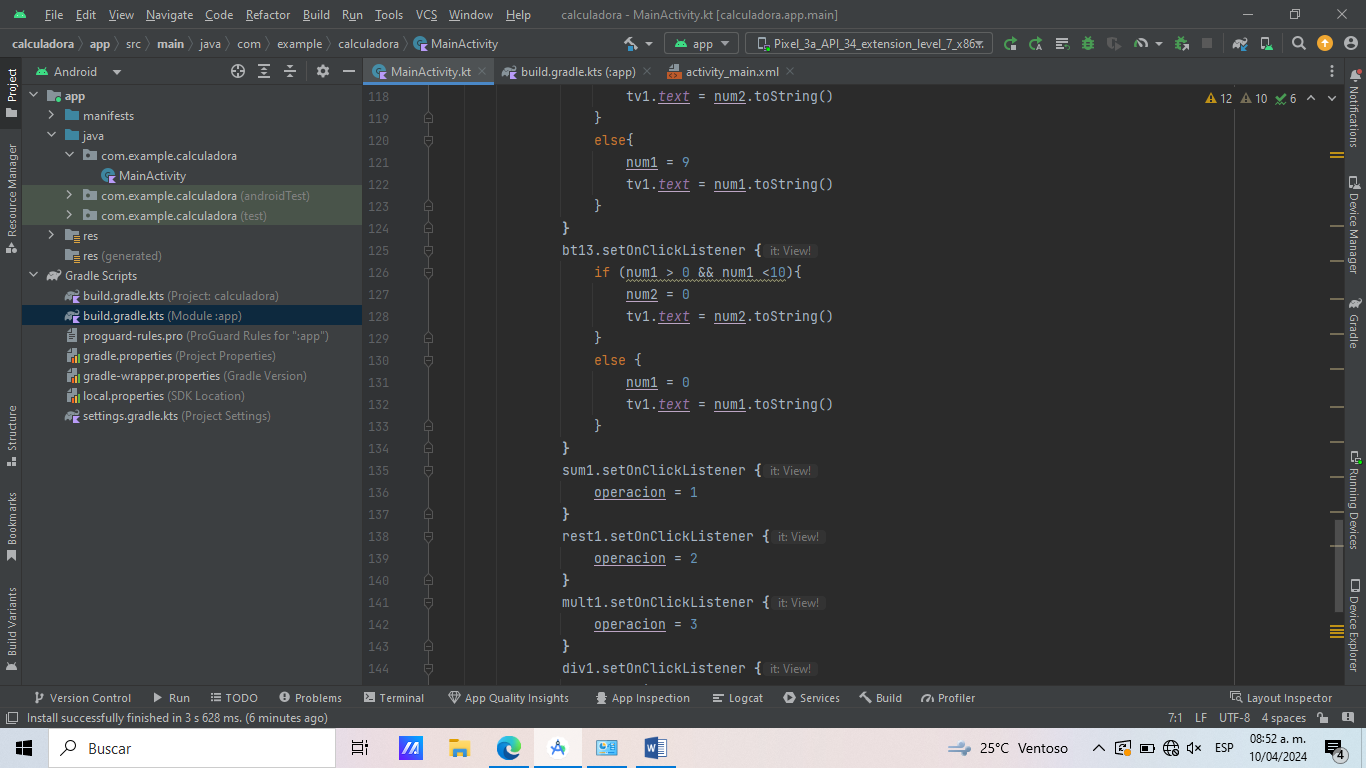 File Edit View Navigate Code Refactor Build Run Tools VCS Window Help calculadora - MainActivity.kt [calculadora.app.main]
calculadora app src main java com example calculadora MainActivity app Pixel_3a_API_34_extension_level_7_x86
Android MainActivity.kt build.gradle.kts (:app) activity_main.xml
Project
Resource Manager
Structure
Bookmarks
Build Variants
app
manifests
java
com.example.calculadora
MainActivity
com.example.calculadora (androidTest)
com.example.calculadora (test)
res
res (generated)
Gradle Scripts
build.gradle.kts (Project: calculadora)
build.gradle.kts (Module :app)
proguard-rules.pro (ProGuard Rules for ":app")
gradle.properties (Project Properties)
gradle-wrapper.properties (Gradle Version)
local.properties (SDK Location)
settings.gradle.kts (Project Settings)
12 10 6
118 tv1.text = num2.toString()
119 }
120 else{
121 num1 = 9
122 tv1.text = num1.toString()
123 }
124 }
125 bt13.setOnClickListener { it: View!
126 if (num1 > 0 && num1 <10){
127 num2 = 0
128 tv1.text = num2.toString()
129 }
130 else {
131 num1 = 0
132 tv1.text = num1.toString()
133 }
134 }
135 sum1.setOnClickListener { it: View!
136 operacion = 1
137 }
138 rest1.setOnClickListener { it: View!
139 operacion = 2
140 }
141 mult1.setOnClickListener { it: View!
142 operacion = 3
143 }
144 div1.setOnClickListener { it: View!
Notifications
Device Manager
Gradle
Running Devices
Device Explorer
Version Control Run TODO Problems Terminal App Quality Insights App Inspection Logcat Services Build Profiler Layout Inspector
Install successfully finished in 3 s 628 ms. (6 minutes ago) 7:1 LF UTF-8 4 spaces
Buscar 25°C Ventoso ESP 08:52 a. m.
10/04/2024 4